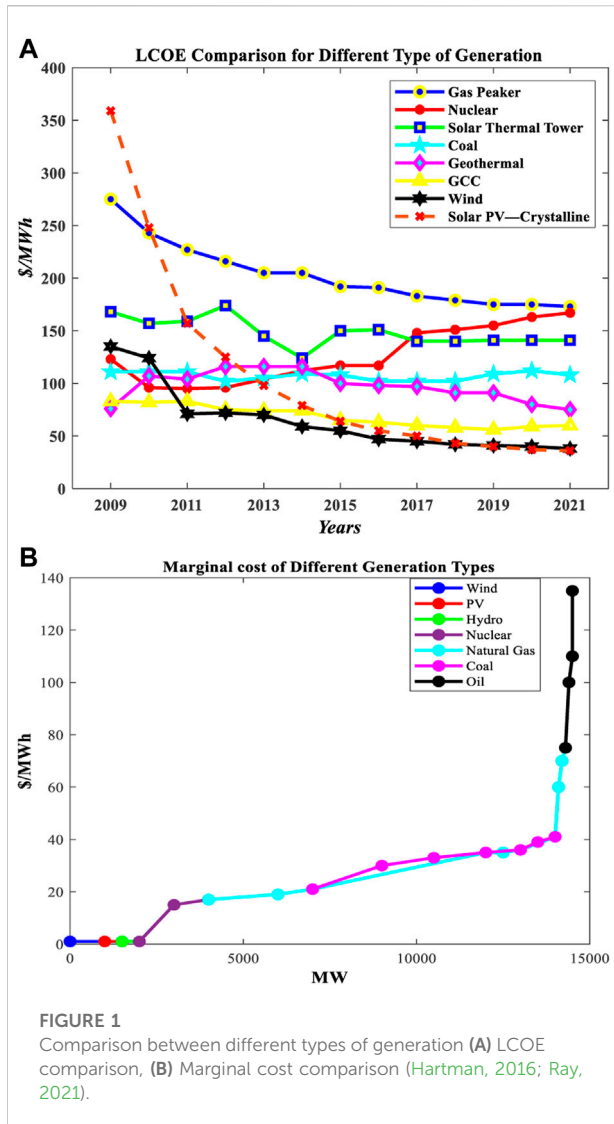 A
LCOE Comparison for Different Type of Generation
400
350
300
250
200
150
100
50
0
$/MWh
Gas Peaker
Nuclear
Solar Thermal Tower
Coal
Geothermal
GCC
Wind
Solar PV—Crystalline
2009 2011 2013 2015 2017 2019 2021
Years
B
Marginal cost of Different Generation Types
140
120
100
80
60
40
20
0
$/MWh
Wind
PV
Hydro
Nuclear
Natural Gas
Coal
Oil
0 5000 10000 15000
MW
FIGURE 1
Comparison between different types of generation (A) LCOE
comparison, (B) Marginal cost comparison (Hartman, 2016; Ray,
2021).